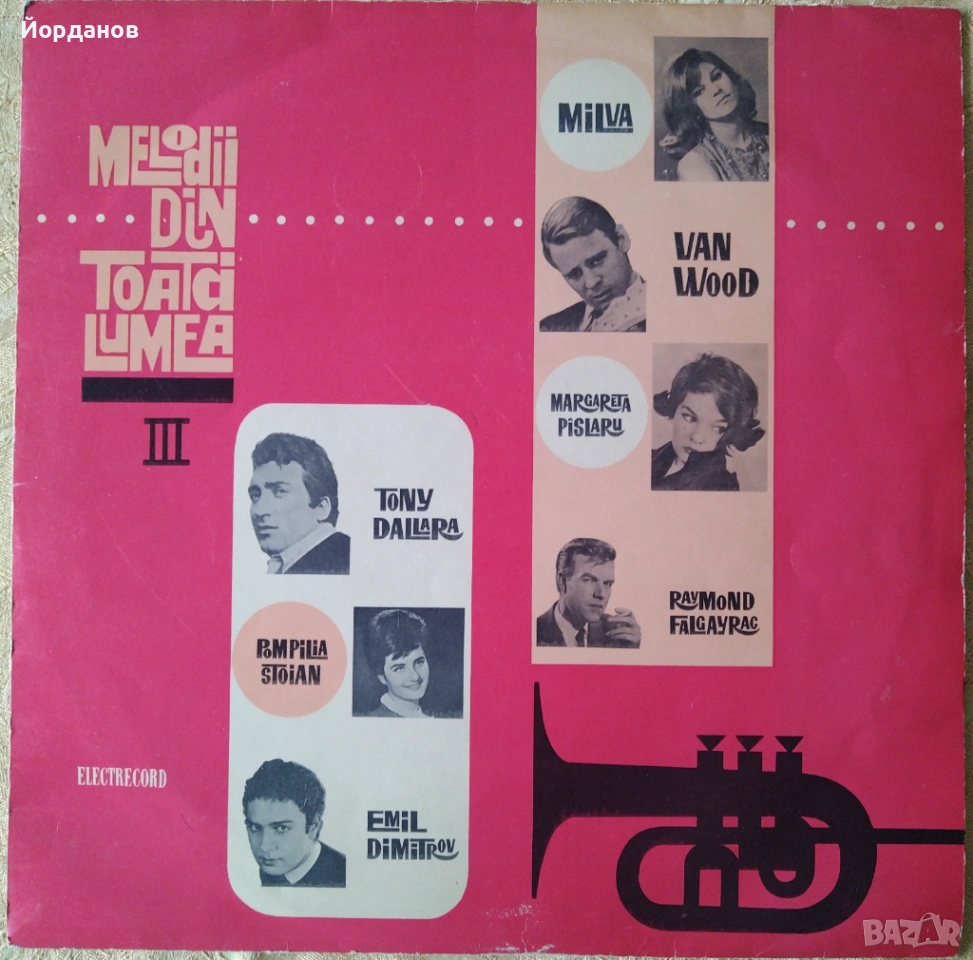 Йорданов
MELODII
DIN
TOATĂ
LUMEA
III
MILVA
VAN
WOOD
MARGARETA
PISLARU
RAYMOND
FALGAYRAC
TONY
DALLARA
POMPILIA
STOIAN
EMIL
DIMITROV
ELECTRECORD
BAZAR